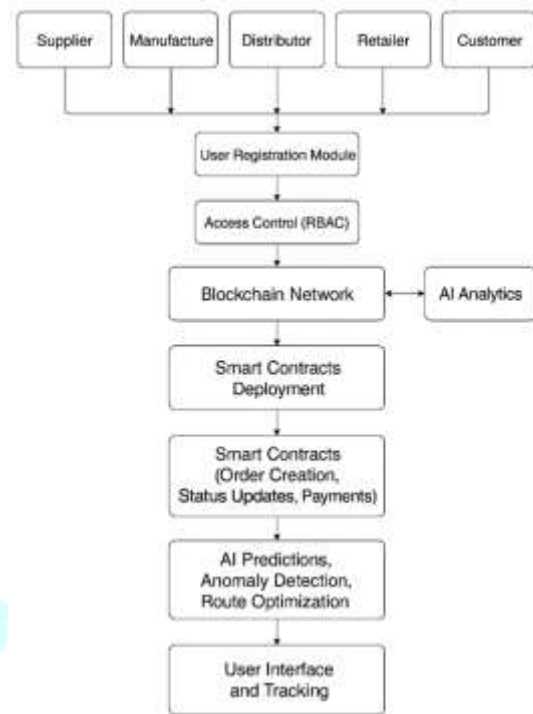 Supplier
Manufacture
Distributor
Retailer
Customer
User Registration Module
Access Control (RBAC)
Blockchain Network
AI Analytics
Smart Contracts
Deployment
Smart Contracts
(Order Creation,
Status Updates, Payments)
AI Predictions,
Anomaly Detection,
Route Optimization
User Interface
and Tracking